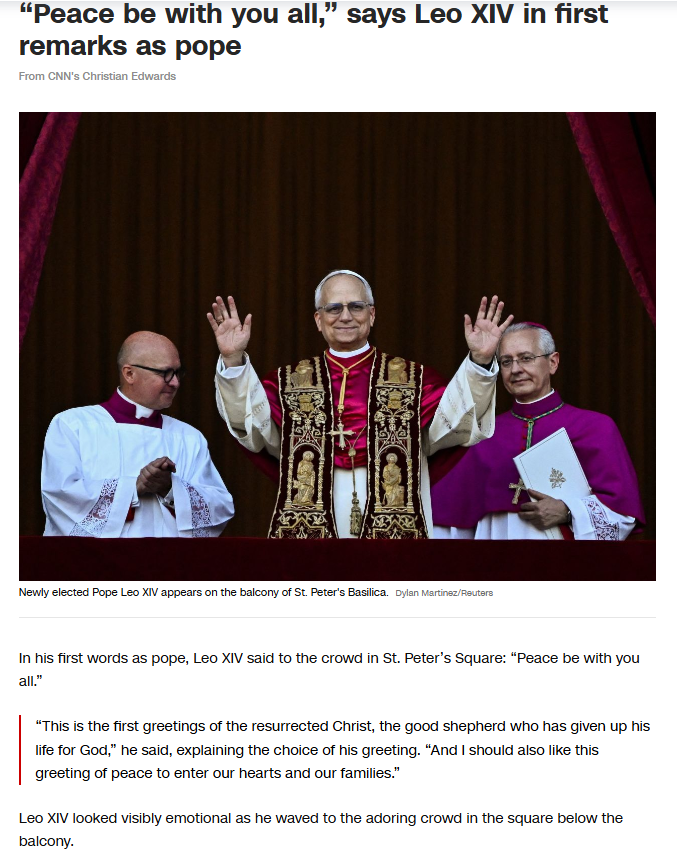 “Peace be with you all,” says Leo XIV in first
remarks as pope
From CNN's Christian Edwards
Newly elected Pope Leo XIV appears on the balcony of St. Peter's Basilica. Dylan Martinez/Reuters
In his first words as pope, Leo XIV said to the crowd in St. Peter’s Square: “Peace be with you
all.”
“This is the first greetings of the resurrected Christ, the good shepherd who has given up his
life for God,” he said, explaining the choice of his greeting. “And I should also like this
greeting of peace to enter our hearts and our families.”
Leo XIV looked visibly emotional as he waved to the adoring crowd in the square below the
balcony.